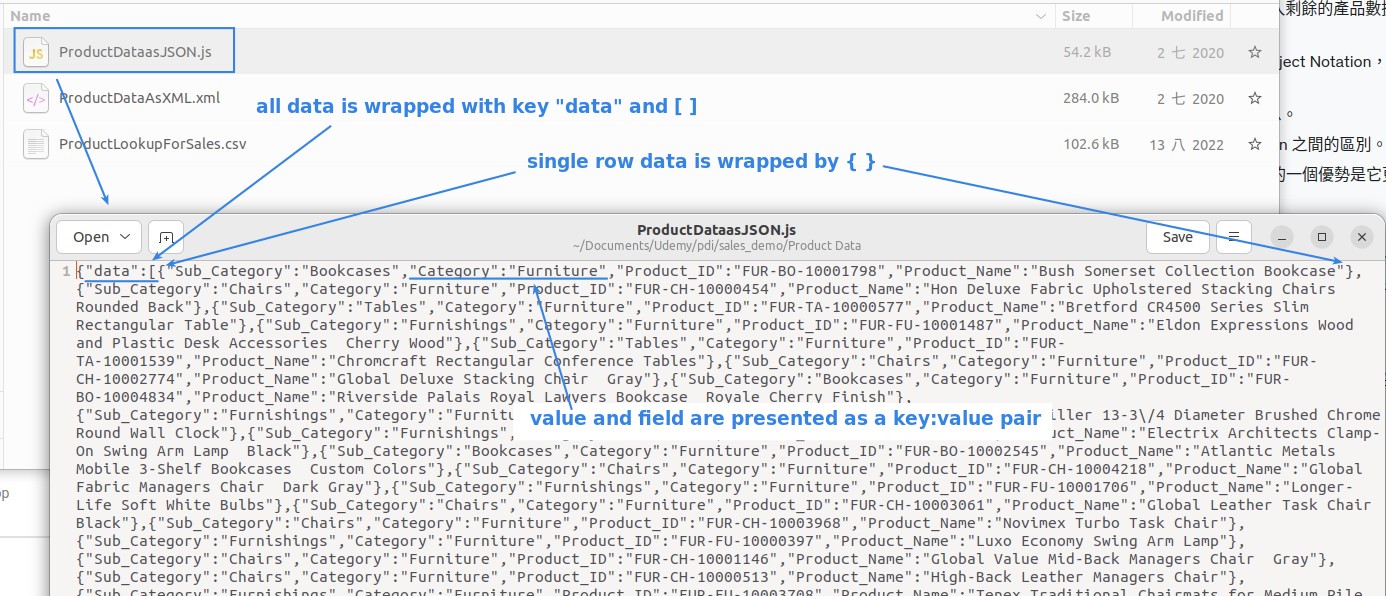 Name Size Modified
ProductDataasJSON.js 54.2 kB 2 七 2020
ProductDataAsXML.xml 284.0 kB 2 七 2020
ProductLookupForSales.csv 102.6 kB 13 八 2022
剩餘的產品數
ject Notation，
。
n 之間的區別。
的一個優勢是它
all data is wrapped with key "data" and [ ]
single row data is wrapped by { }
Open ProductDataasJSON.js Save
~/Documents/Udemy/pdi/sales_demo/Product Data
1 {"data":[{"Sub_Category":"Bookcases","Category":"Furniture","Product_ID":"FUR-BO-10001798","Product_Name":"Bush Somerset Collection Bookcase"},
{"Sub_Category":"Chairs","Category":"Furniture","Product_ID":"FUR-CH-10000454","Product_Name":"Hon Deluxe Fabric Upholstered Stacking Chairs
Rounded Back"},{"Sub_Category":"Tables","Category":"Furniture","Product_ID":"FUR-TA-10000577","Product_Name":"Bretford CR4500 Series Slim
Rectangular Table"},{"Sub_Category":"Furnishings","Category":"Furniture","Product_ID":"FUR-FU-10001487","Product_Name":"Eldon Expressions Wood
and Plastic Desk Accessories  Cherry Wood"},{"Sub_Category":"Tables","Category":"Furniture","Product_ID":"FUR-
TA-10001539","Product_Name":"Chromcraft Rectangular Conference Tables"},{"Sub_Category":"Chairs","Category":"Furniture","Product_ID":"FUR-
CH-10002774","Product_Name":"Global Deluxe Stacking Chair  Gray"},{"Sub_Category":"Bookcases","Category":"Furniture","Product_ID":"FUR-
BO-10004834","Product_Name":"Riverside Palais Royal Lawyers Bookcase  Royale Cherry Finish"},
{"Sub_Category":"Furnishings","Category":"Furnitu ller 13-3\/4 Diameter Brushed Chrome
value and field are presented as a key:value pair
Round Wall Clock"},{"Sub_Category":"Furnishings", uct_Name":"Electrix Architects Clamp-
On Swing Arm Lamp  Black"},{"Sub_Category":"Bookcases","Category":"Furniture","Product_ID":"FUR-BO-10002545","Product_Name":"Atlantic Metals
Mobile 3-Shelf Bookcases  Custom Colors"},{"Sub_Category":"Chairs","Category":"Furniture","Product_ID":"FUR-CH-10004218","Product_Name":"Global
Fabric Managers Chair  Dark Gray"},{"Sub_Category":"Furnishings","Category":"Furniture","Product_ID":"FUR-FU-10001706","Product_Name":"Longer-
Life Soft White Bulbs"},{"Sub_Category":"Chairs","Category":"Furniture","Product_ID":"FUR-CH-10003061","Product_Name":"Global Leather Task Chair
Black"},{"Sub_Category":"Chairs","Category":"Furniture","Product_ID":"FUR-CH-10003968","Product_Name":"Novimex Turbo Task Chair"},
{"Sub_Category":"Furnishings","Category":"Furniture","Product_ID":"FUR-FU-10000397","Product_Name":"Luxo Economy Swing Arm Lamp"},
{"Sub_Category":"Chairs","Category":"Furniture","Product_ID":"FUR-CH-10001146","Product_Name":"Global Value Mid-Back Managers Chair  Gray"},
{"Sub_Category":"Chairs","Category":"Furniture","Product_ID":"FUR-CH-10000513","Product_Name":"High-Back Leather Managers Chair"},
{"Sub_Category":"Furnishings","Category":"Furniture","Product_ID":"FUR-FU-10003708","Product_Name":"Tenex Traditional Chairmats for Medium Pile